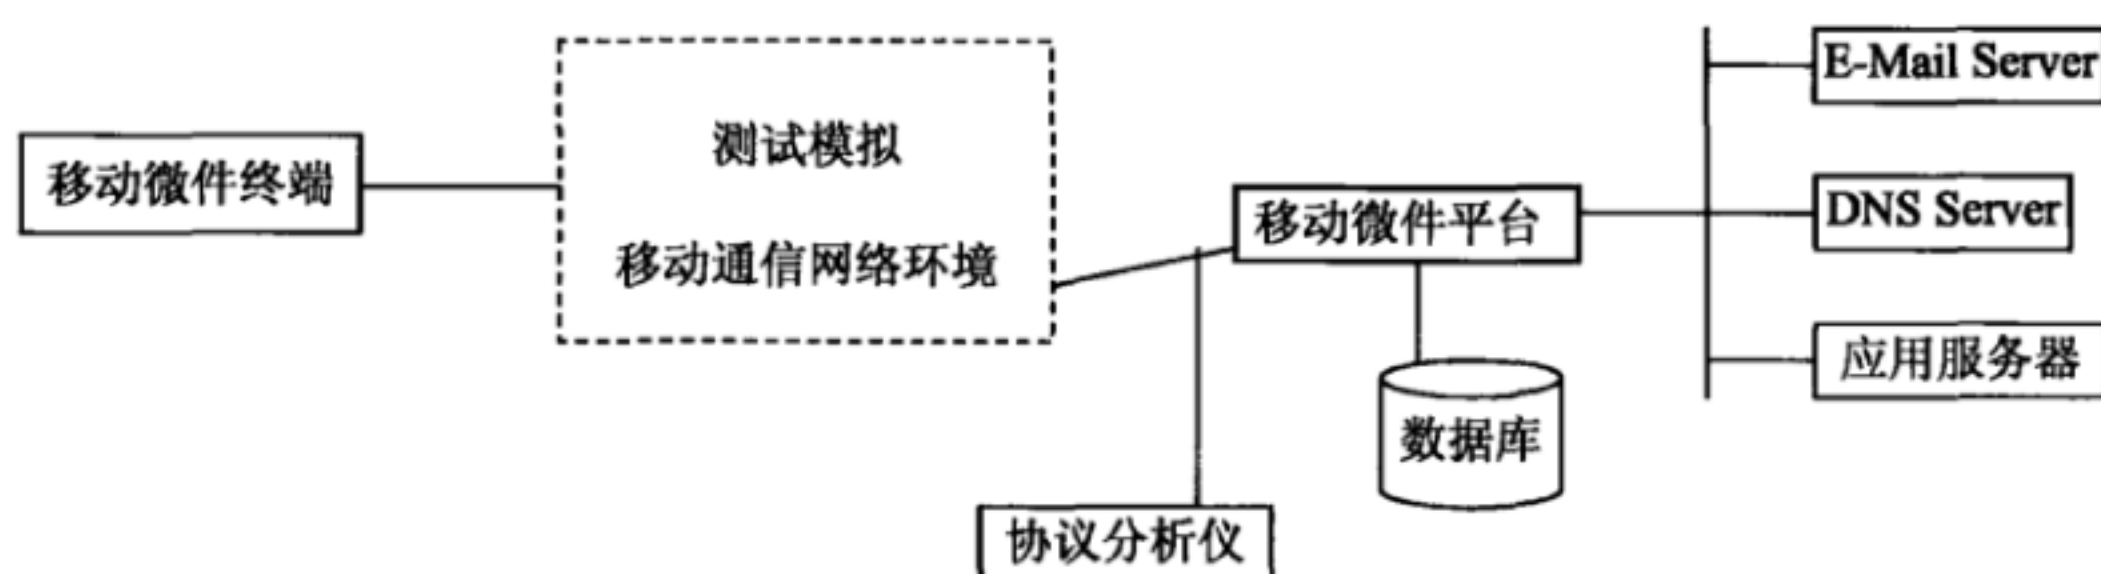 移动微件终端
测试模拟
移动通信网络环境
移动微件平台
数据库
协议分析仪
E-Mail Server
DNS Server
应用服务器